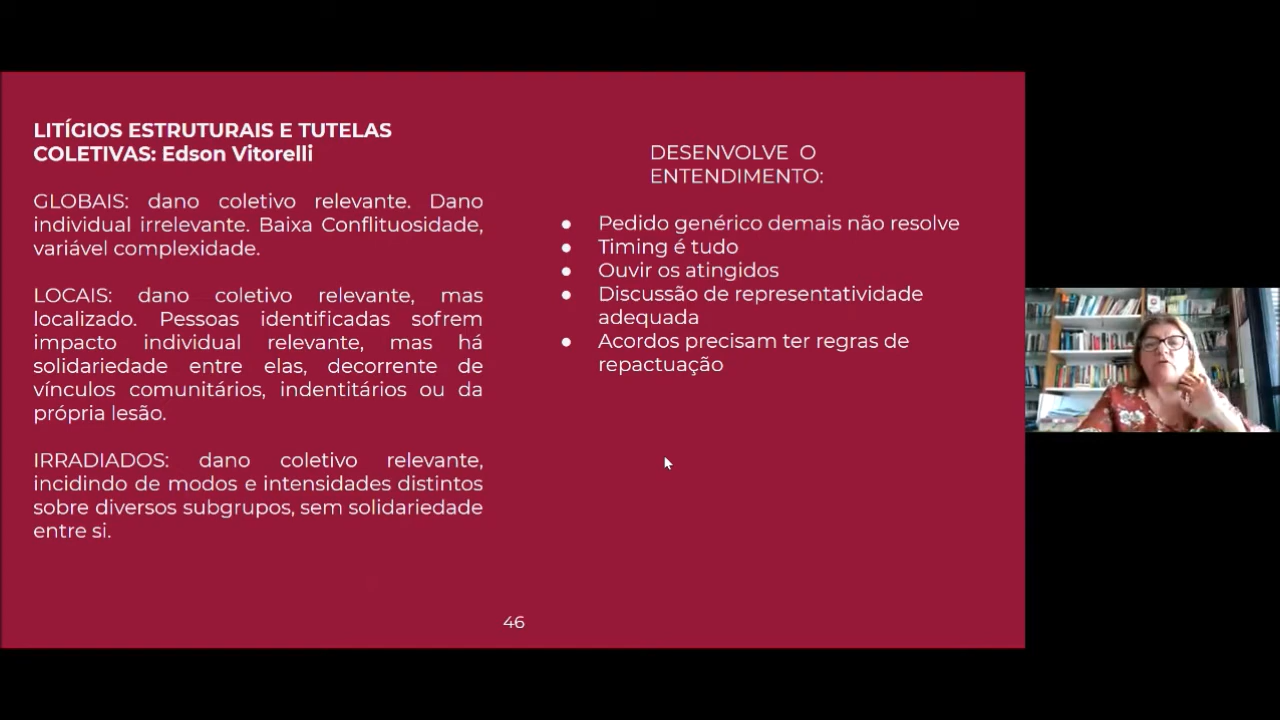 LITÍGIOS ESTRUTURAIS E TUTELAS
COLETIVAS: Edson Vitorelli
GLOBAIS: dano coletivo relevante. Dano
individual irrelevante. Baixa Conflituosidade,
variável complexidade.
LOCAIS: dano coletivo relevante, mas
localizado. Pessoas identificadas sofrem
impacto individual relevante, mas há
solidariedade entre elas, decorrente de
vínculos comunitários, indentitários ou da
própria lesão.
IRRADIADOS: dano coletivo relevante,
incidindo de modos e intensidades distintos
sobre diversos subgrupos, sem solidariedade
entre si.
DESENVOLVE O
ENTENDIMENTO:
● Pedido genérico demais não resolve
● Timing é tudo
● Ouvir os atingidos
● Discussão de representatividade
adequada
● Acordos precisam ter regras de
repactuação
46